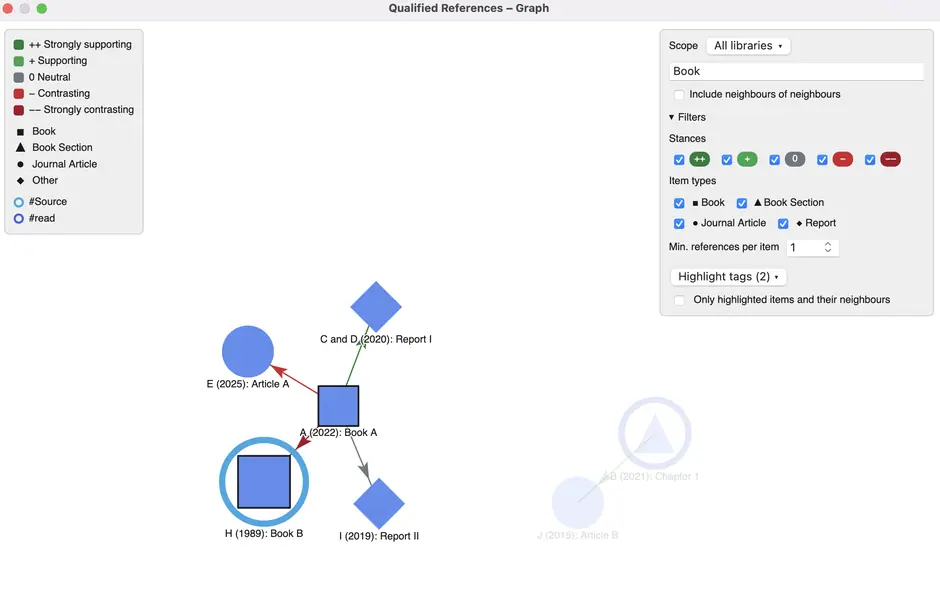 Qualified References – Graph
++ Strongly supporting
+ Supporting
0 Neutral
– Contrasting
–– Strongly contrasting
Book
Book Section
Journal Article
Other
#Source
#read
Scope All libraries
Book
Include neighbours of neighbours
Filters
Stances
++ + 0 – ––
Item types
Book Book Section
Journal Article Report
Min. references per item 1
Highlight tags (2)
Only highlighted items and their neighbours
C and D (2020): Report I
E (2025): Article A
A (2022): Book A
B (2021): Chapter 1
H (1989): Book B
I (2019): Report II
J (2015): Article B